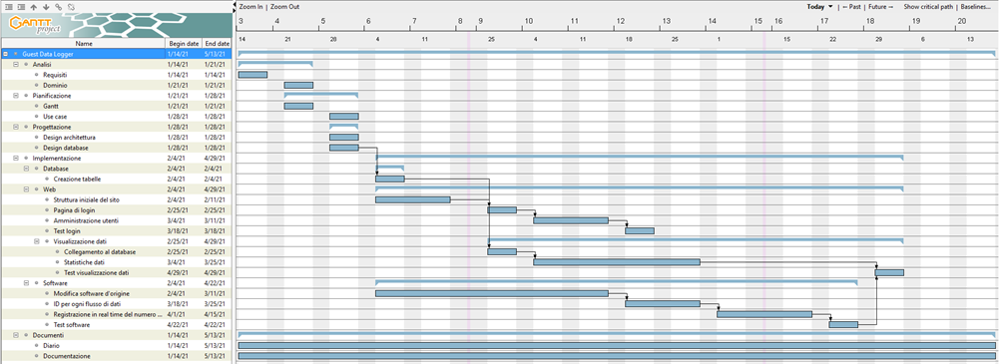 Zoom In | Zoom Out
Today ▼ | ← Past | Future → | Show critical path | Baselines...
GANTT
project
Name Begin date End date
3 4 5 6 7 8 9 10 11 12 13 14 15 16 17 18 19 20
14 21 28 4 11 18 25 4 11 18 25 1 8 15 22 29 6 13
Guest Data Logger 1/14/21 5/13/21
Analisi 1/14/21 1/21/21
Requisiti 1/14/21 1/14/21
Dominio 1/21/21 1/21/21
Pianificazione 1/21/21 1/28/21
Gantt 1/21/21 1/21/21
Use case 1/28/21 1/28/21
Progettazione 1/28/21 1/28/21
Design architettura 1/28/21 1/28/21
Design database 1/28/21 1/28/21
Implementazione 2/4/21 4/29/21
Database 2/4/21 2/4/21
Creazione tabelle 2/4/21 2/4/21
Web 2/4/21 4/29/21
Struttura iniziale del sito 2/4/21 2/11/21
Pagina di login 2/25/21 2/25/21
Amministrazione utenti 3/4/21 3/11/21
Test login 3/18/21 3/18/21
Visualizzazione dati 2/25/21 4/29/21
Collegamento al database 2/25/21 2/25/21
Statistiche dati 3/4/21 3/25/21
Test visualizzazione dati 4/29/21 4/29/21
Software 2/4/21 4/22/21
Modifica software d'origine 2/4/21 3/11/21
ID per ogni flusso di dati 3/18/21 3/25/21
Registrazione in real time del numero ... 4/1/21 4/15/21
Test software 4/22/21 4/22/21
Documenti 1/14/21 5/13/21
Diario 1/14/21 5/13/21
Documentazione 1/14/21 5/13/21